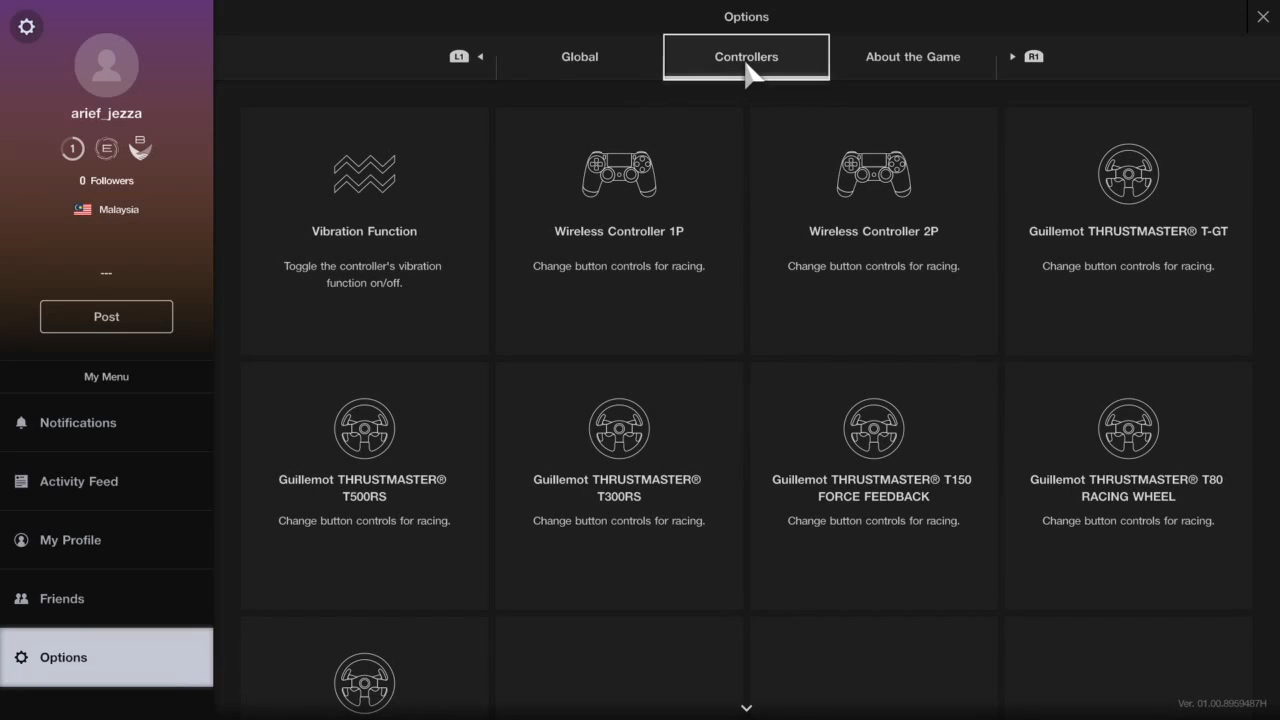 Options
L1
Global
Controllers
About the Game
R1
arief_jezza
1
E
B
0 Followers
Malaysia
---
Post
My Menu
Notifications
Activity Feed
My Profile
Friends
Options
Vibration Function
Toggle the controller's vibration
function on/off.
Wireless Controller 1P
Change button controls for racing.
Wireless Controller 2P
Change button controls for racing.
Guillemot THRUSTMASTER® T-GT
Change button controls for racing.
Guillemot THRUSTMASTER®
T500RS
Change button controls for racing.
Guillemot THRUSTMASTER®
T300RS
Change button controls for racing.
Guillemot THRUSTMASTER® T150
FORCE FEEDBACK
Change button controls for racing.
Guillemot THRUSTMASTER® T80
RACING WHEEL
Change button controls for racing.
Ver. 01.00.8959487H